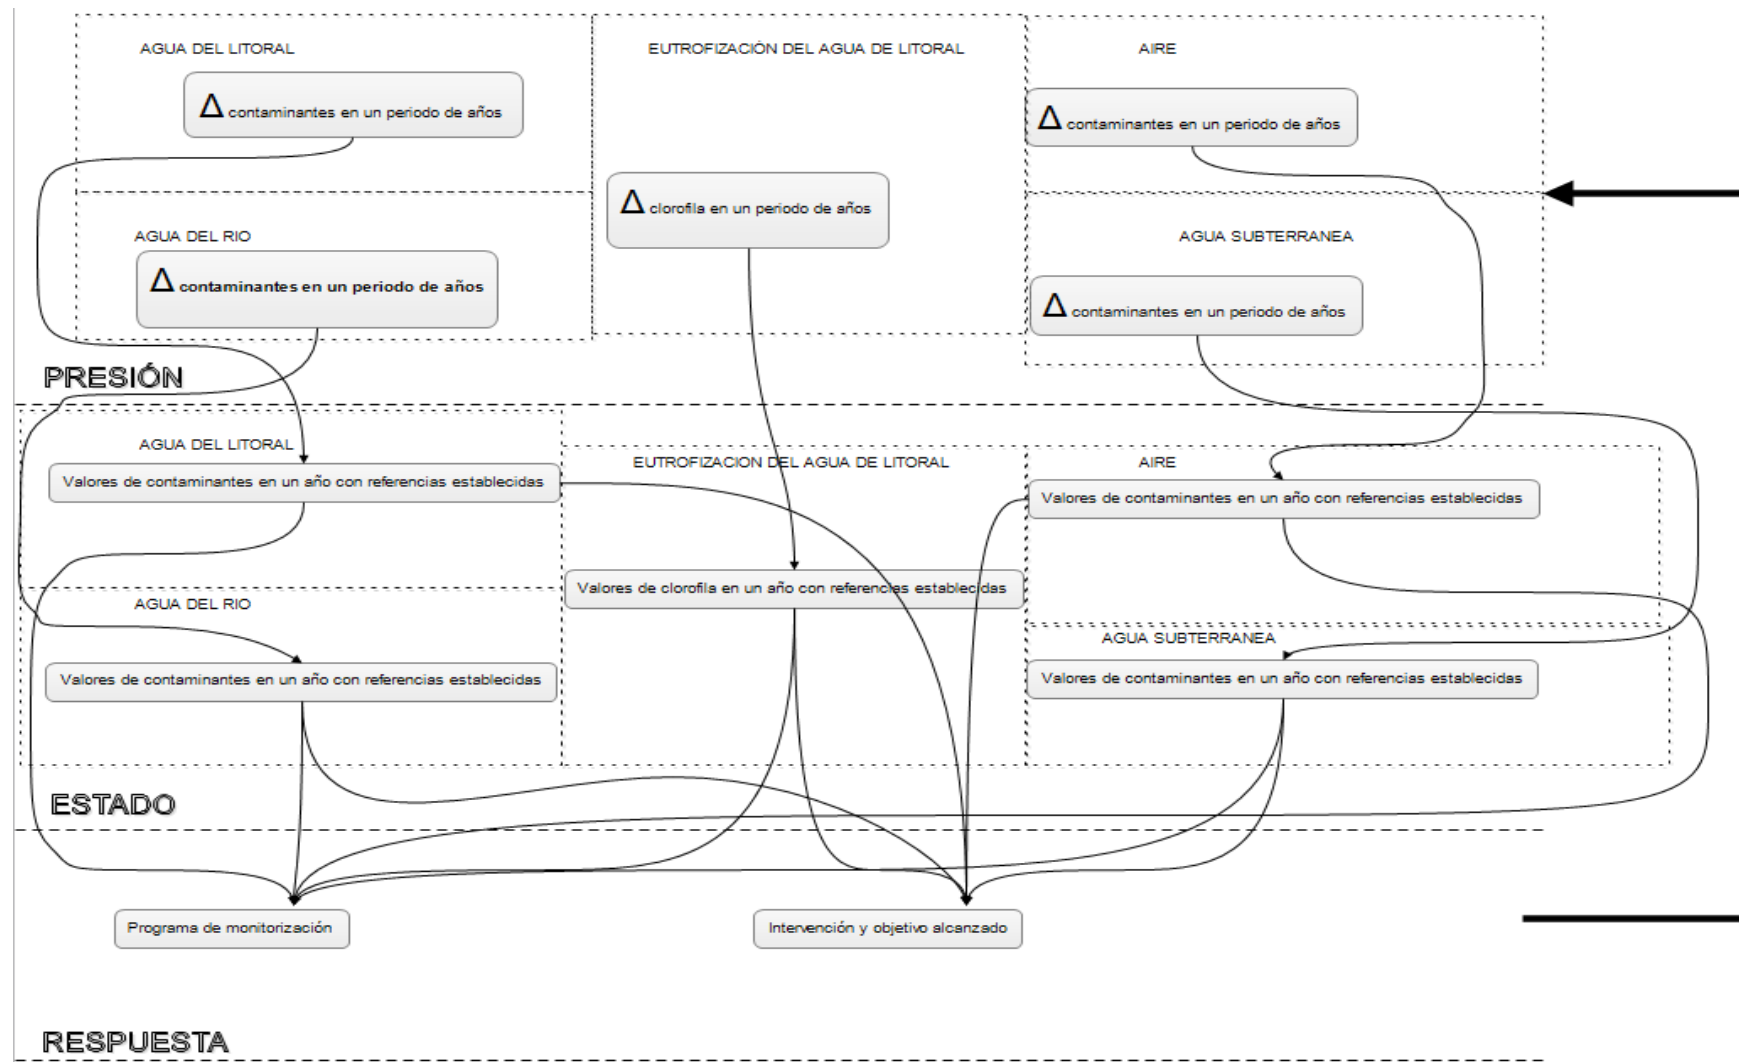 AGUA DEL LITORAL
EUTROFIZACIÓN DEL AGUA DE LITORAL
AIRE
Δ contaminantes en un periodo de años
Δ contaminantes en un periodo de años
Δ clorofila en un periodo de años
AGUA DEL RIO
AGUA SUBTERRANEA
Δ contaminantes en un periodo de años
Δ contaminantes en un periodo de años
PRESIÓN
AGUA DEL LITORAL
EUTROFIZACION DEL AGUA DE LITORAL
AIRE
Valores de contaminantes en un año con referencias establecidas
Valores de contaminantes en un año con referencias establecidas
Valores de clorofila en un año con referencias establecidas
AGUA DEL RIO
AGUA SUBTERRANEA
Valores de contaminantes en un año con referencias establecidas
Valores de contaminantes en un año con referencias establecidas
ESTADO
Programa de monitorización
Intervención y objetivo alcanzado
RESPUESTA